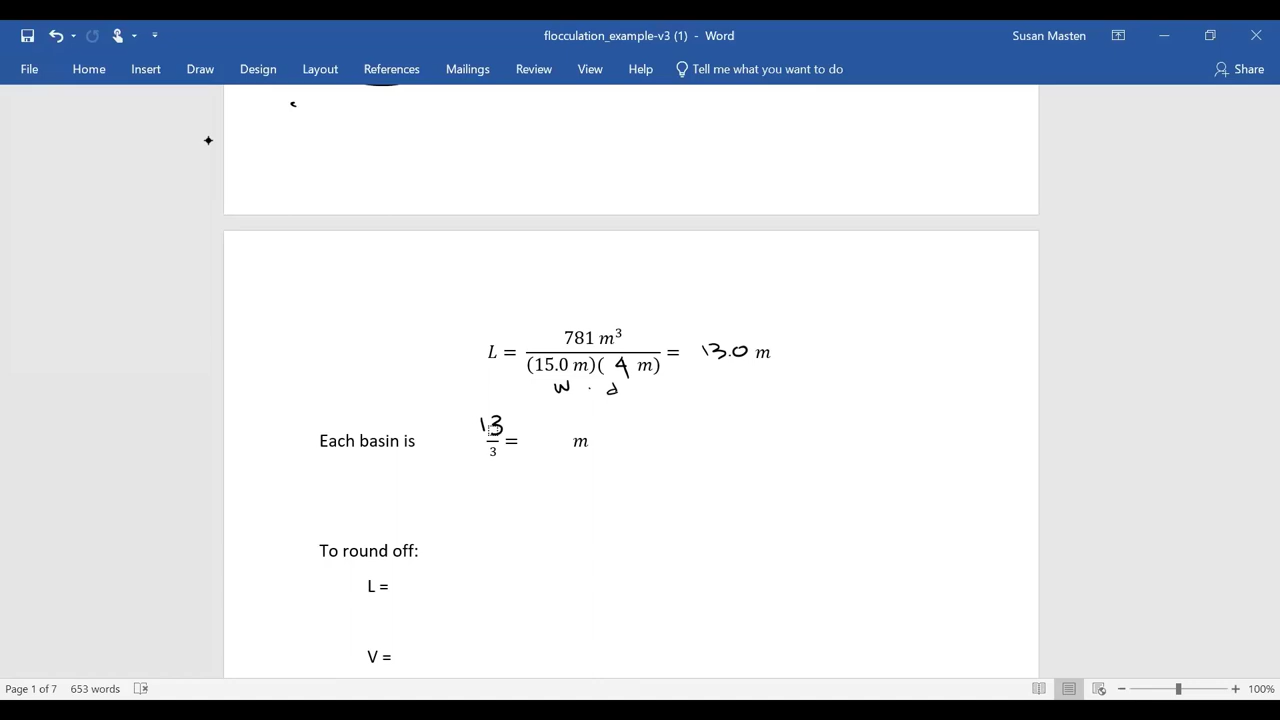 flocculation_example-v3 (1) - Word
Susan Masten
File Home Insert Draw Design Layout References Mailings Review View Help Tell me what you want to do Share
L = 781 m³ / (15.0 m)( 4 m) = 13.0 m
w · d
Each basin is 13/3 = m
To round off:
L =
V =
Page 1 of 7 653 words 100%